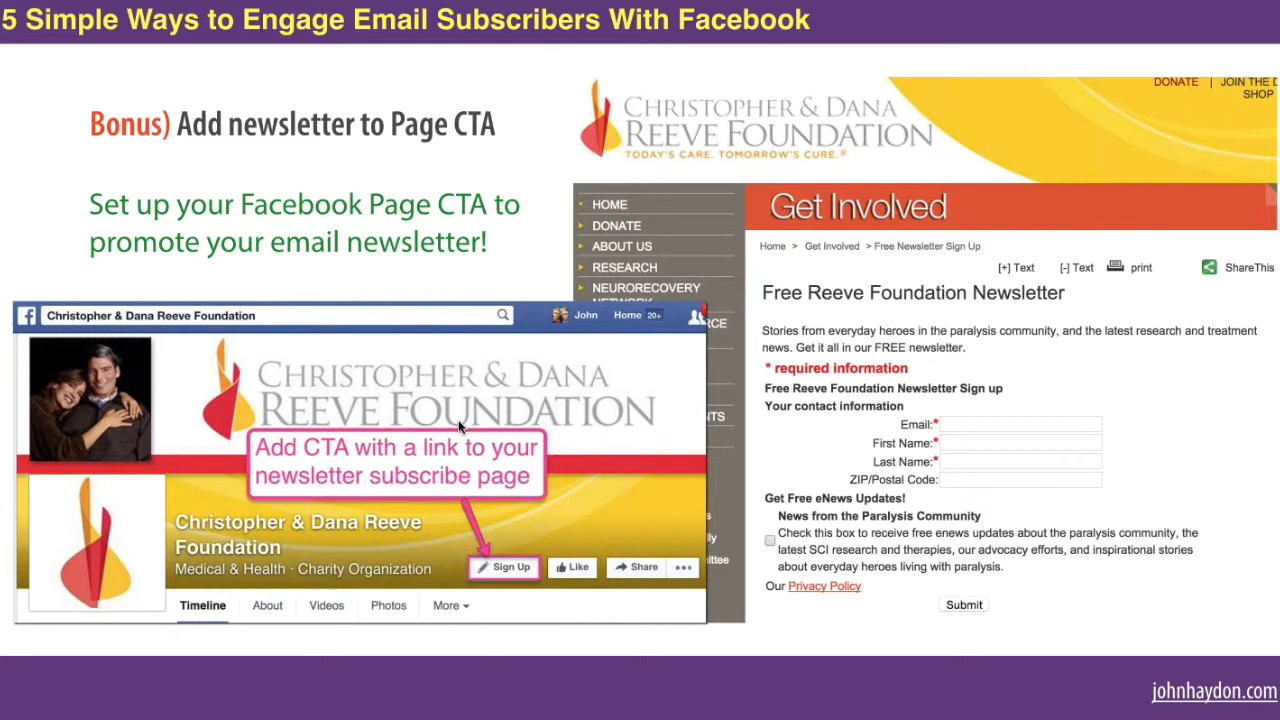 5 Simple Ways to Engage Email Subscribers With Facebook
Bonus) Add newsletter to Page CTA
Set up your Facebook Page CTA to
promote your email newsletter!
Christopher & Dana Reeve Foundation
John
Home 20+
CHRISTOPHER & DANA
REEVE FOUNDATION
Add CTA with a link to your
newsletter subscribe page
Christopher & Dana Reeve
Foundation
Medical & Health · Charity Organization
Sign Up
Like
Share
Timeline
About
Videos
Photos
More
DONATE | JOIN THE
SHOP
CHRISTOPHER & DANA
REEVE FOUNDATION
TODAY'S CARE. TOMORROW'S CURE.®
HOME
DONATE
ABOUT US
RESEARCH
NEURORECOVERY
NETWORK
Get Involved
Home > Get Involved > Free Newsletter Sign Up
[+] Text [-] Text print ShareThis
Free Reeve Foundation Newsletter
Stories from everyday heroes in the paralysis community, and the latest research and treatment
news. Get it all in our FREE newsletter.
* required information
Free Reeve Foundation Newsletter Sign up
Your contact information
Email:*
First Name:*
Last Name:*
ZIP/Postal Code:
Get Free eNews Updates!
News from the Paralysis Community
Check this box to receive free enews updates about the paralysis community, the
latest SCI research and therapies, our advocacy efforts, and inspirational stories
about everyday heroes living with paralysis.
Our Privacy Policy
Submit
johnhaydon.com